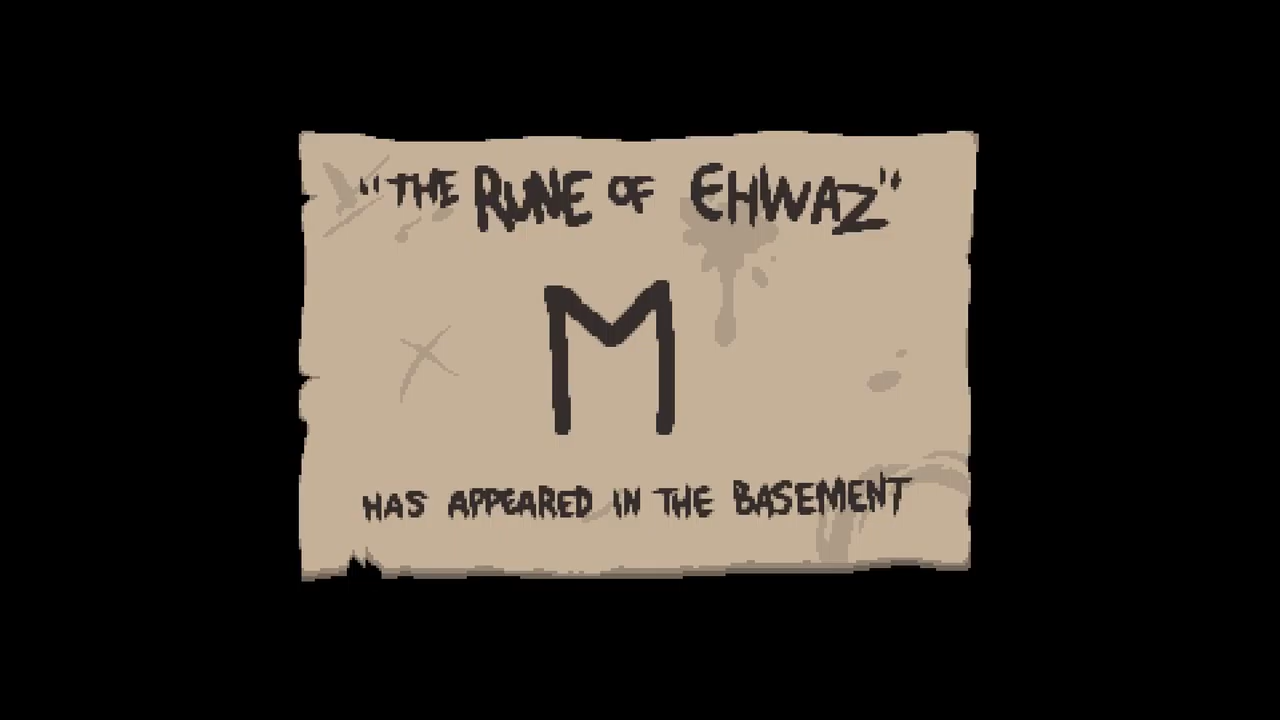 "THE RUNE OF EHWAZ"
ᛖ
HAS APPEARED IN THE BASEMENT